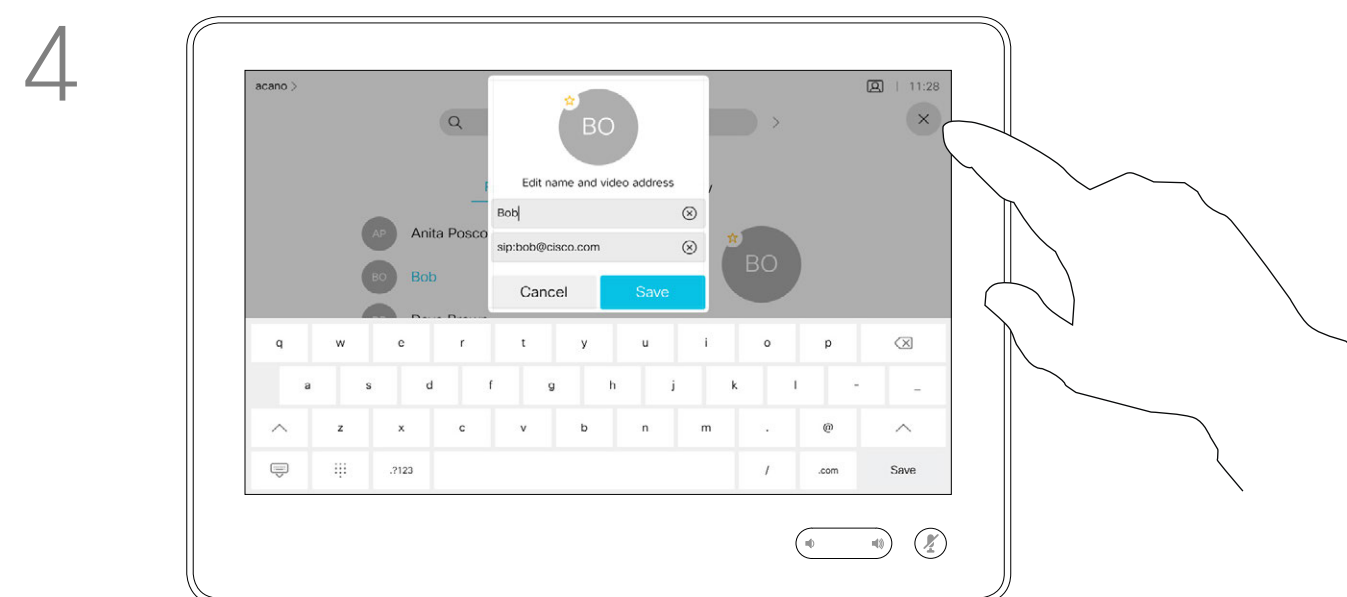 4
acano >
11:28
BO
Edit name and video address
Bob
sip:bob@cisco.com
Cancel Save
AP Anita Posco
BO Bob
BO
q w e r t y u i o p
a s d f g h j k l - _
z x c v b n m . @
.?123 / .com Save